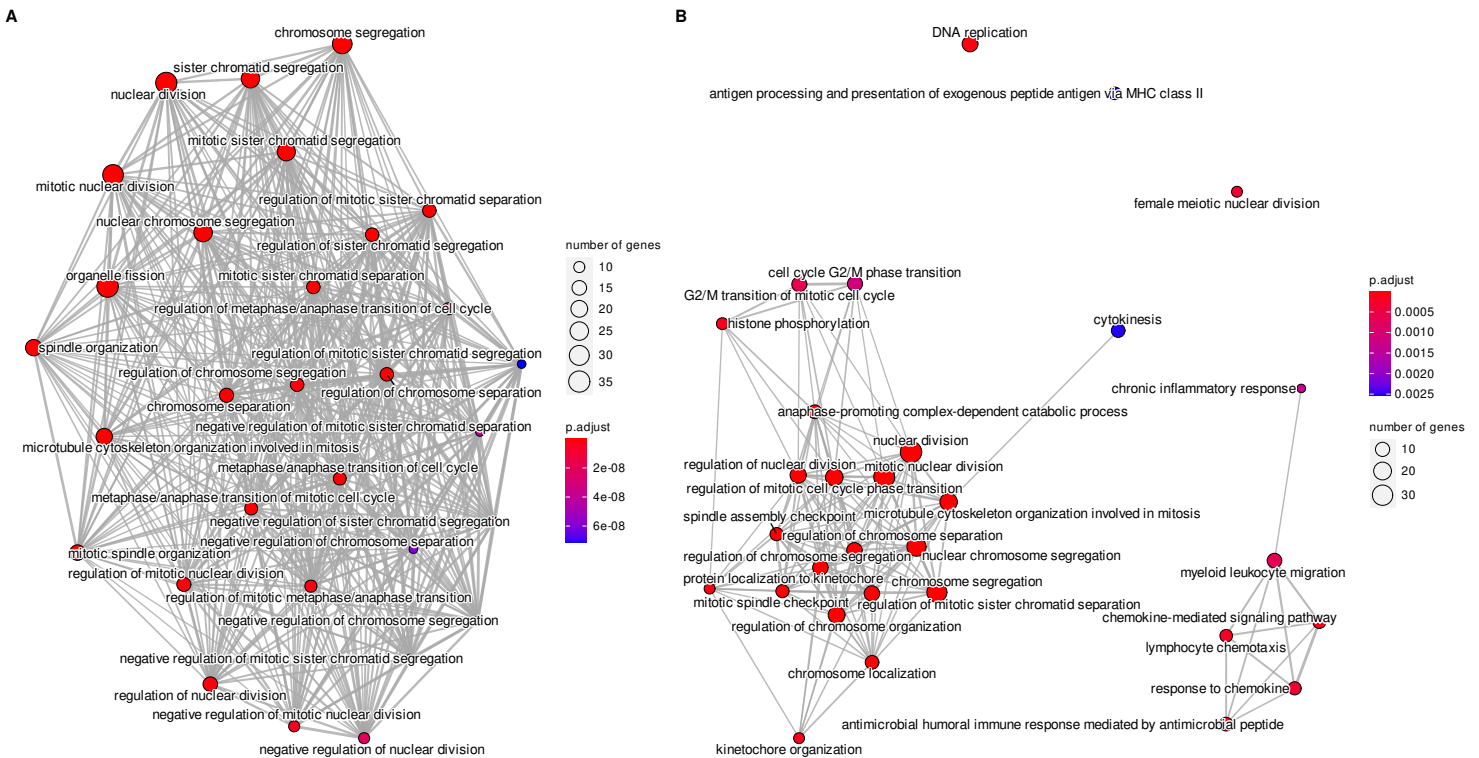 A
chromosome segregation
sister chromatid segregation
nuclear division
mitotic sister chromatid segregation
mitotic nuclear division
regulation of mitotic sister chromatid separation
nuclear chromosome segregation
regulation of sister chromatid segregation
organelle fission
mitotic sister chromatid separation
regulation of metaphase/anaphase transition of cell cycle
spindle organization
regulation of mitotic sister chromatid segregation
regulation of chromosome segregation
regulation of chromosome separation
chromosome separation
negative regulation of mitotic sister chromatid separation
microtubule cytoskeleton organization involved in mitosis
metaphase/anaphase transition of cell cycle
metaphase/anaphase transition of mitotic cell cycle
negative regulation of sister chromatid segregation
negative regulation of chromosome separation
mitotic spindle organization
regulation of mitotic nuclear division
regulation of mitotic metaphase/anaphase transition
negative regulation of chromosome segregation
negative regulation of mitotic sister chromatid segregation
regulation of nuclear division
negative regulation of mitotic nuclear division
negative regulation of nuclear division
number of genes
10
15
20
25
30
35
p.adjust
2e-08
4e-08
6e-08
B
DNA replication
antigen processing and presentation of exogenous peptide antigen via MHC class II
female meiotic nuclear division
cell cycle G2/M phase transition
G2/M transition of mitotic cell cycle
histone phosphorylation
cytokinesis
chronic inflammatory response
anaphase-promoting complex-dependent catabolic process
nuclear division
regulation of nuclear division
mitotic nuclear division
regulation of mitotic cell cycle phase transition
microtubule cytoskeleton organization involved in mitosis
spindle assembly checkpoint
regulation of chromosome separation
regulation of chromosome segregation
nuclear chromosome segregation
myeloid leukocyte migration
protein localization to kinetochore
chromosome segregation
mitotic spindle checkpoint
regulation of mitotic sister chromatid separation
chemokine-mediated signaling pathway
regulation of chromosome organization
lymphocyte chemotaxis
chromosome localization
response to chemokine
antimicrobial humoral immune response mediated by antimicrobial peptide
kinetochore organization
p.adjust
0.0005
0.0010
0.0015
0.0020
0.0025
number of genes
10
20
30